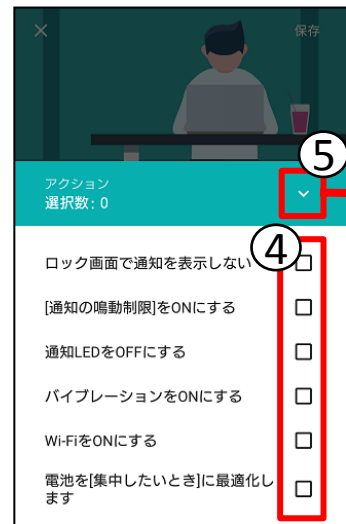 保存
⑤
アクション
選択数: 0
④
ロック画面で通知を表示しない
[通知の鳴動制限]をONにする
通知LEDをOFFにする
バイブレーションをONにする
Wi-FiをONにする
電池を[集中したいとき]に最適化し
ます